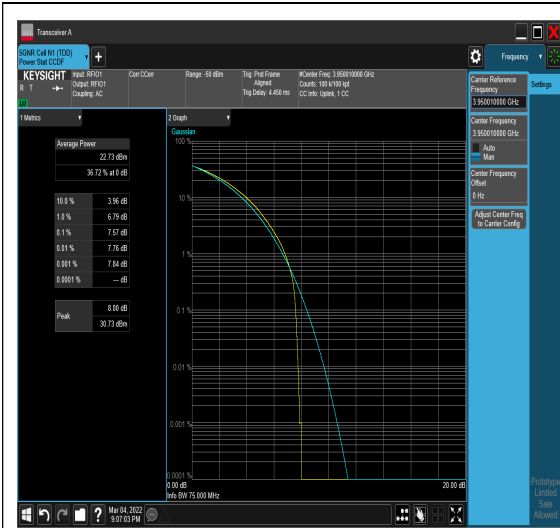 Transceiver A
5GNR Cell N1 (TDD)
Power Stat CCDF
Frequency
KEYSIGHT
R T
Input: RFIO1
Output: RFIO1
Coupling: AC
Corr CCorr
Range: -50 dBm
Trig: Prot Frame
Aligned
Trig Delay: 4.450 ms
#Center Freq: 3.950010000 GHz
Counts: 100 k/100 kpt
CC Info: Uplink, 1 CC
1 Metrics
Average Power
22.73 dBm
36.72 % at 0 dB
10.0 % 3.96 dB
1.0 % 6.79 dB
0.1 % 7.57 dB
0.01 % 7.76 dB
0.001 % 7.84 dB
0.0001 % --- dB
Peak
8.00 dB
30.73 dBm
2 Graph
Gaussian
100 %
10 %
1 %
0.1 %
0.01 %
0.001 %
0.0001 %
0.00 dB
20.00 dB
Info BW 75.000 MHz
Carrier Reference
Frequency
3.950010000 GHz
Center Frequency
3.950010000 GHz
Auto
Man
Center Frequency
Offset
0 Hz
Adjust Center Freq
to Carrier Config
Settings
Prototype
Limited
Sale
Allowed
Mar 04, 2022
9:07:03 PM